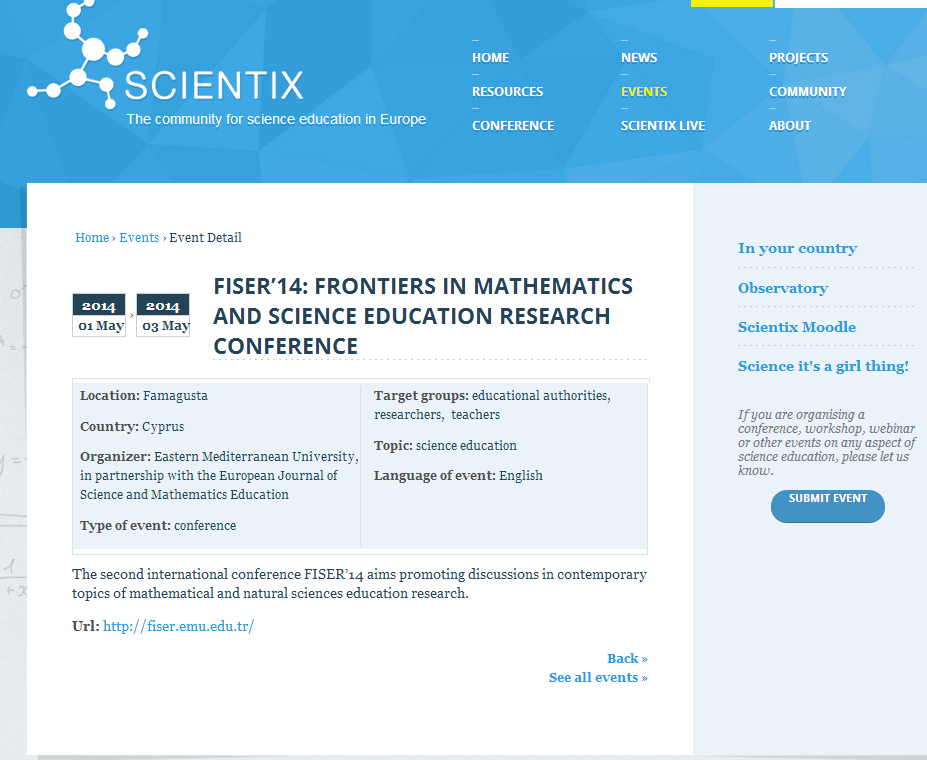 SCIENTIX
The community for science education in Europe
HOME
NEWS
PROJECTS
RESOURCES
EVENTS
COMMUNITY
CONFERENCE
SCIENTIX LIVE
ABOUT
Home › Events › Event Detail
2014
01 May
›
2014
03 May
FISER’14: FRONTIERS IN MATHEMATICS
AND SCIENCE EDUCATION RESEARCH
CONFERENCE
Location: Famagusta
Country: Cyprus
Organizer: Eastern Mediterranean University,
in partnership with the European Journal of
Science and Mathematics Education
Type of event: conference
Target groups: educational authorities,
researchers, teachers
Topic: science education
Language of event: English
The second international conference FISER’14 aims promoting discussions in contemporary
topics of mathematical and natural sciences education research.
Url: http://fiser.emu.edu.tr/
Back »
See all events »
In your country
Observatory
Scientix Moodle
Science it's a girl thing!
If you are organising a
conference, workshop, webinar
or other events on any aspect of
science education, please let us
know.
SUBMIT EVENT